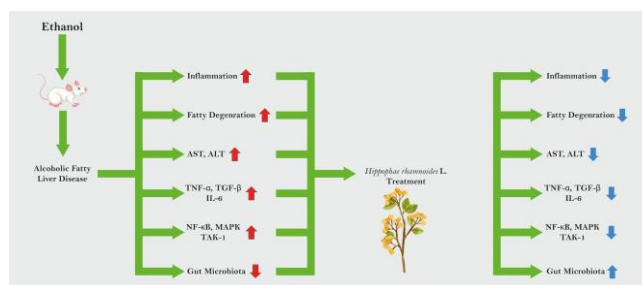 Ethanol
Alcoholic Fatty
Liver Disease
Inflammation
Fatty Degenration
AST, ALT
TNF-α, TGF-β
IL-6
NF-κB, MAPK
TAK-1
Gut Microbiota
Hippophae rhamnoides L.
Treatment
Inflammation
Fatty Degenration
AST, ALT
TNF-α, TGF-β
IL-6
NF-κB, MAPK
TAK-1
Gut Microbiota